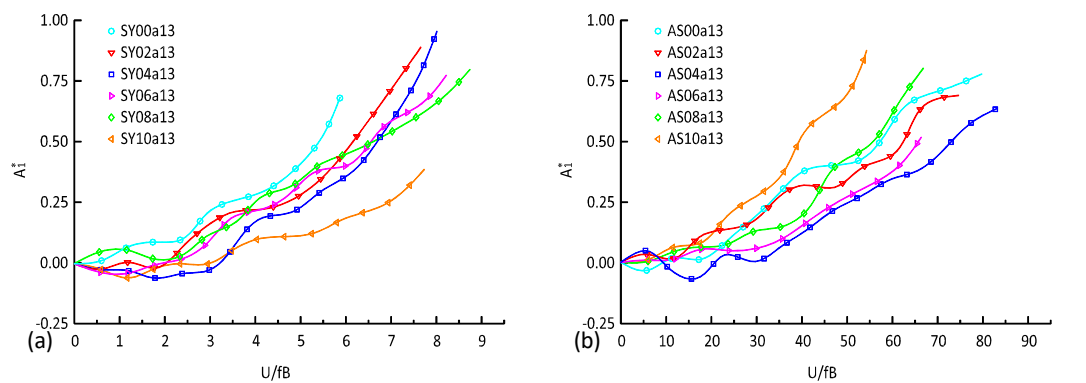 1.00
0.75
0.50
0.25
0.00
-0.25
A₁*
SY00a13
SY02a13
SY04a13
SY06a13
SY08a13
SY10a13
0 1 2 3 4 5 6 7 8 9
U/fB
(a)
1.00
0.75
0.50
0.25
0.00
-0.25
A₁*
AS00a13
AS02a13
AS04a13
AS06a13
AS08a13
AS10a13
0 10 20 30 40 50 60 70 80 90
U/fB
(b)